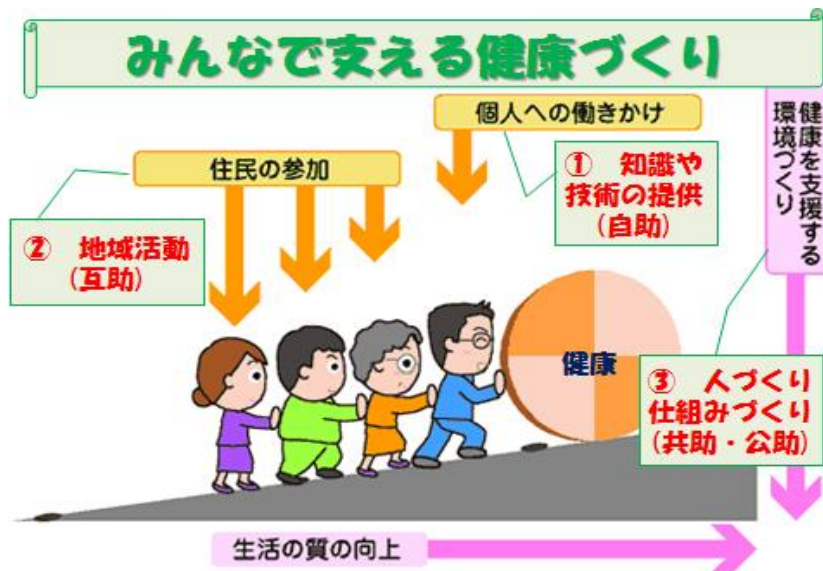 みんなで支える健康づくり
個人への働きかけ
健康を支援する
環境づくり
住民の参加
① 知識や
技術の提供
(自助)
② 地域活動
(互助)
健康
③ 人づくり
仕組みづくり
(共助・公助)
生活の質の向上